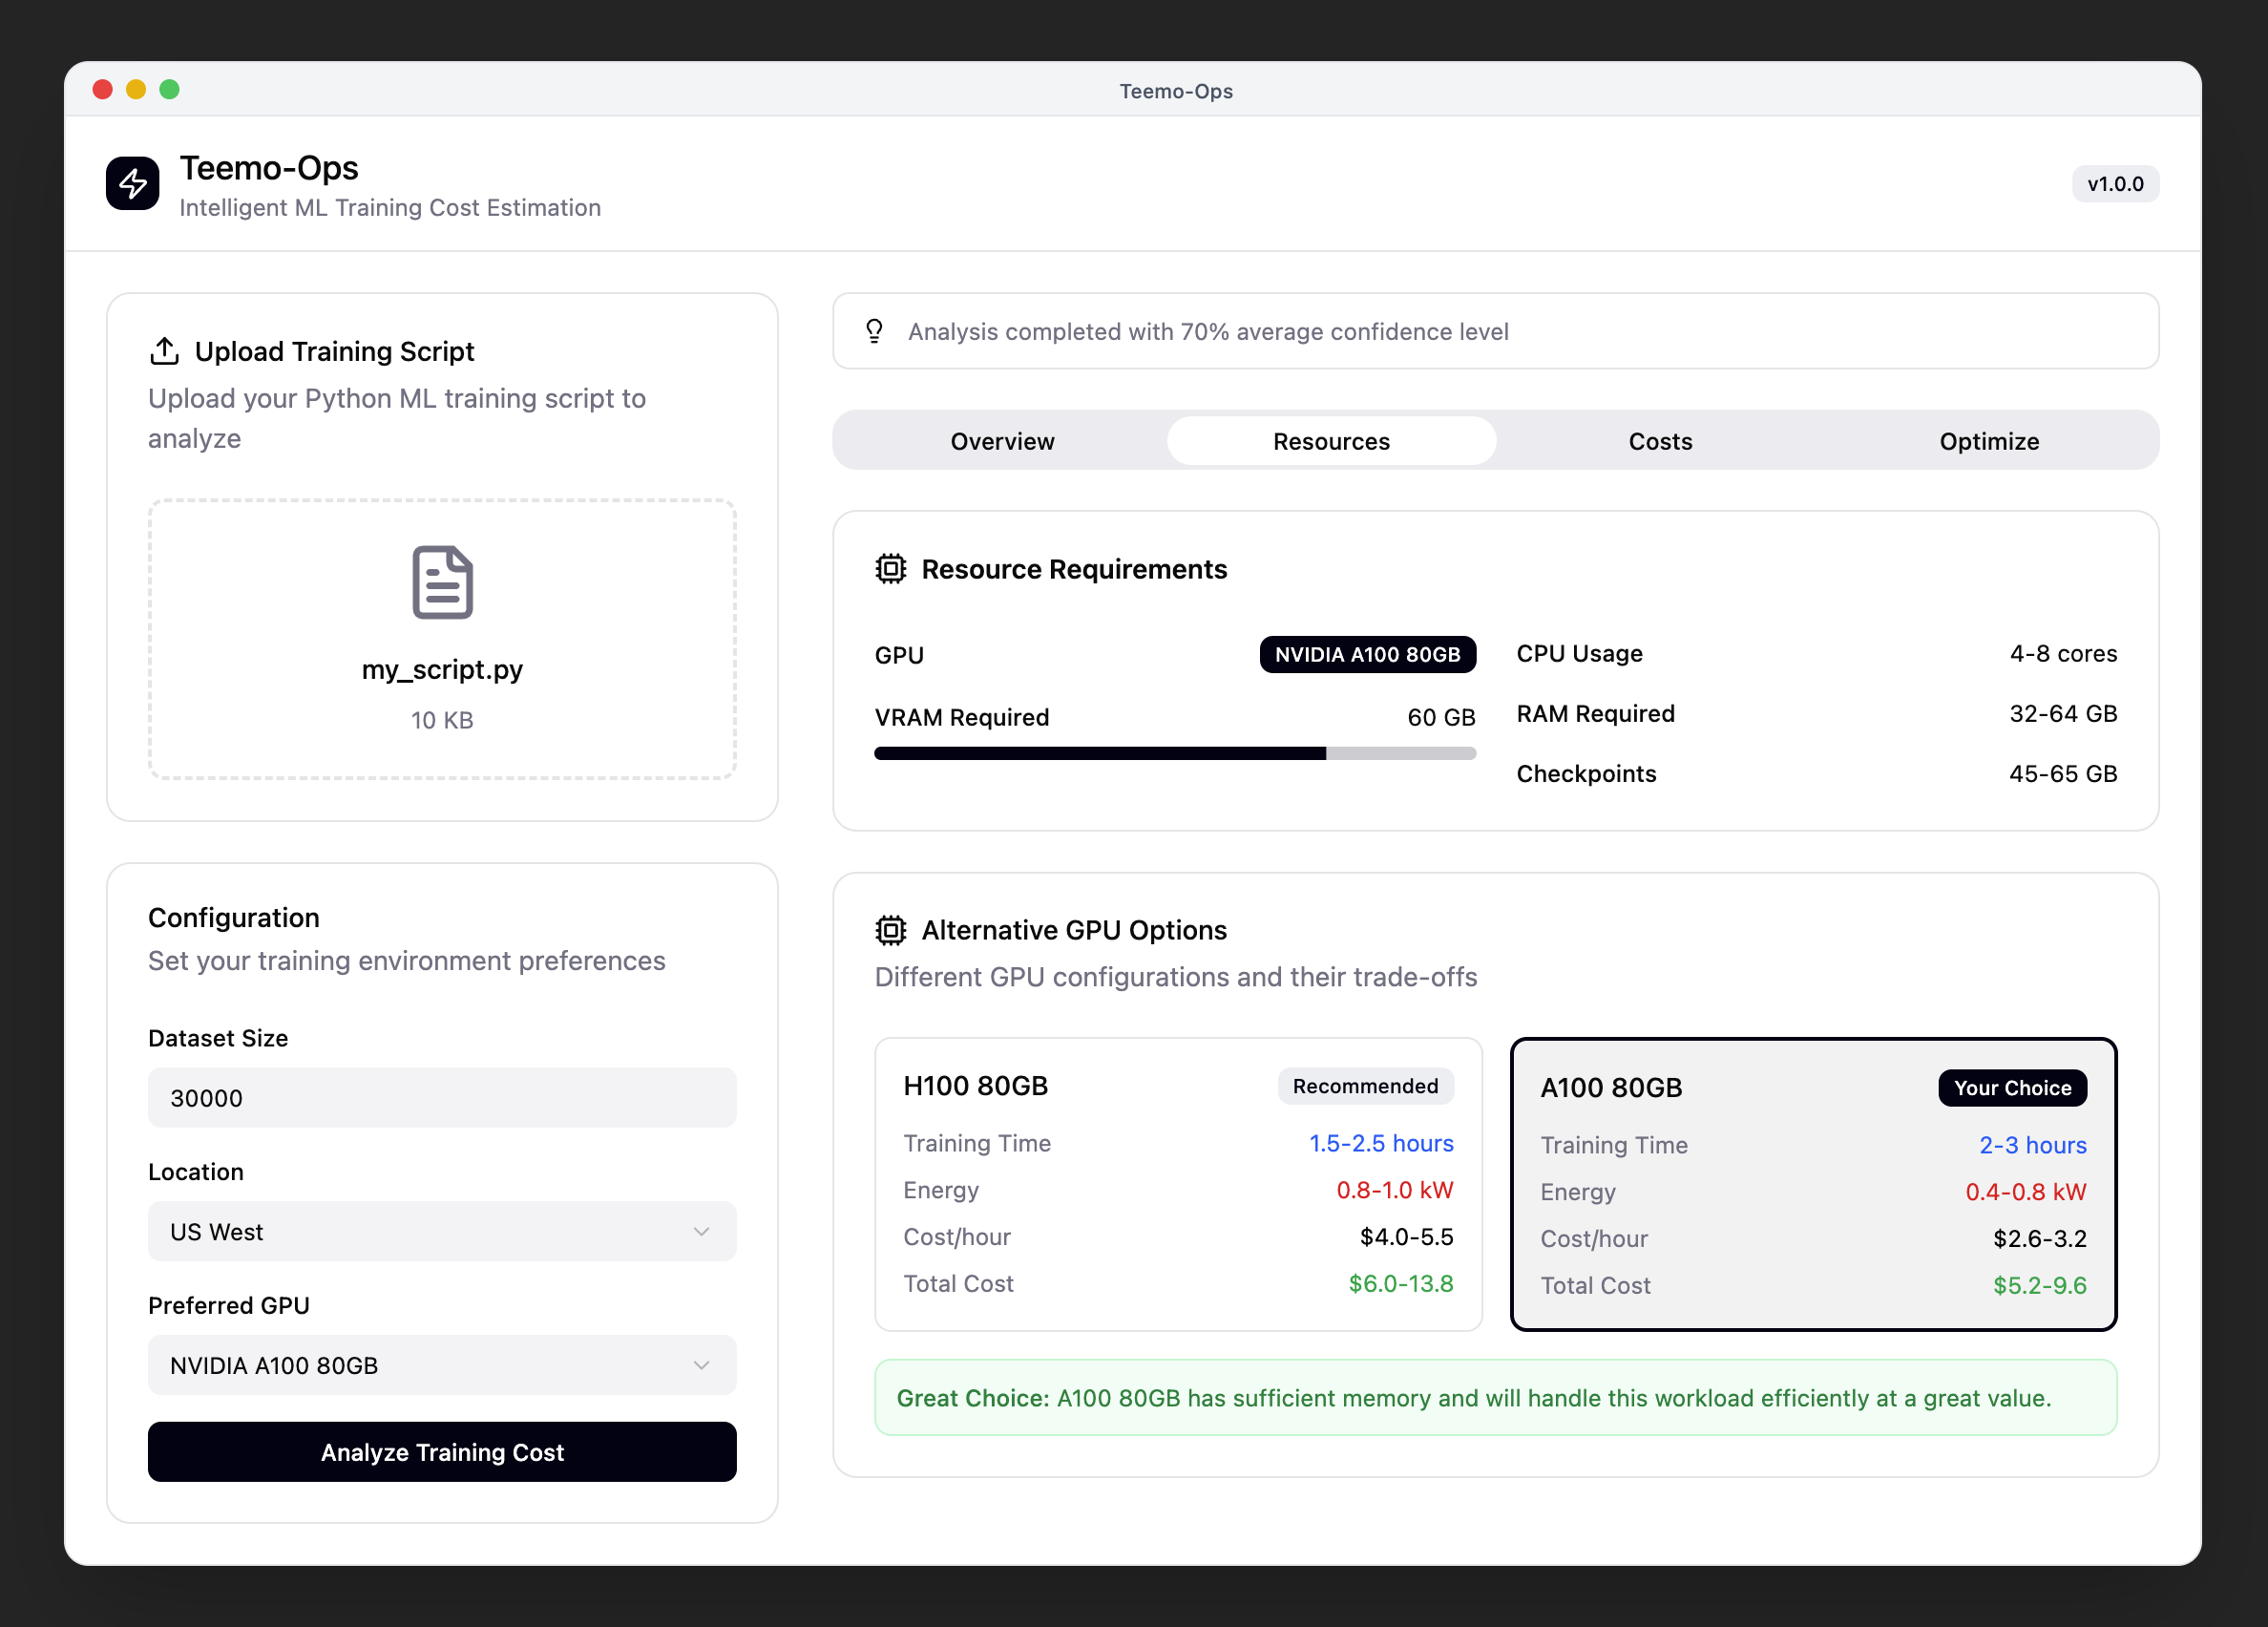 Teemo-Ops
Teemo-Ops
Intelligent ML Training Cost Estimation
v1.0.0
Upload Training Script
Upload your Python ML training script to
analyze
my_script.py
10 KB
Configuration
Set your training environment preferences
Dataset Size
30000
Location
US West
Preferred GPU
NVIDIA A100 80GB
Analyze Training Cost
Analysis completed with 70% average confidence level
Overview
Resources
Costs
Optimize
Resource Requirements
GPU NVIDIA A100 80GB
VRAM Required 60 GB
CPU Usage 4-8 cores
RAM Required 32-64 GB
Checkpoints 45-65 GB
Alternative GPU Options
Different GPU configurations and their trade-offs
H100 80GB Recommended
Training Time 1.5-2.5 hours
Energy 0.8-1.0 kW
Cost/hour $4.0-5.5
Total Cost $6.0-13.8
A100 80GB Your Choice
Training Time 2-3 hours
Energy 0.4-0.8 kW
Cost/hour $2.6-3.2
Total Cost $5.2-9.6
Great Choice: A100 80GB has sufficient memory and will handle this workload efficiently at a great value.